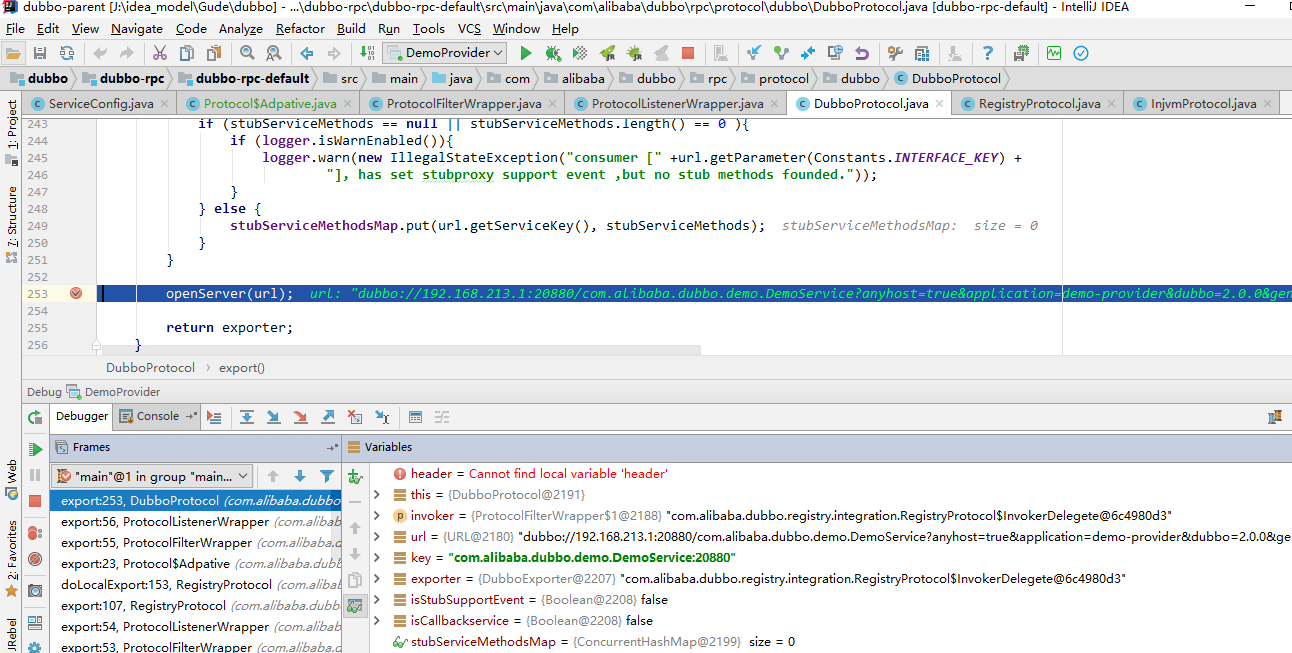 dubbo-parent [J:\idea_model\Gude\dubbo] - ...\dubbo-rpc\dubbo-rpc-default\src\main\java\com\alibaba\dubbo\rpc\protocol\dubbo\DubboProtocol.java [dubbo-rpc-default] - IntelliJ IDEA
File Edit View Navigate Code Analyze Refactor Build Run Tools VCS Window Help
DemoProvider
dubbo dubbo-rpc dubbo-rpc-default src main java com alibaba dubbo rpc protocol dubbo DubboProtocol
ServiceConfig.java Protocol$Adpative.java ProtocolFilterWrapper.java ProtocolListenerWrapper.java DubboProtocol.java RegistryProtocol.java InjvmProtocol.java
1: Project
7: Structure
243 if (stubServiceMethods == null || stubServiceMethods.length() == 0 ){
244 if (logger.isWarnEnabled()){
245 logger.warn(new IllegalStateException("consumer [" +url.getParameter(Constants.INTERFACE_KEY) +
246 "], has set stubproxy support event ,but no stub methods founded."));
247 }
248 } else {
249 stubServiceMethodsMap.put(url.getServiceKey(), stubServiceMethods); stubServiceMethodsMap: size = 0
250 }
251 }
252
253 openServer(url); url: "dubbo://192.168.213.1:20880/com.alibaba.dubbo.demo.DemoService?anyhost=true&application=demo-provider&dubbo=2.0.0&gen
254
255 return exporter;
256 }
DubboProtocol › export()
Debug DemoProvider
Debugger Console
Frames
Variables
"main"@1 in group "main...
export:253, DubboProtocol (com.alibaba.dubbo
export:56, ProtocolListenerWrapper (com.alibab
export:55, ProtocolFilterWrapper (com.alibaba.
export:23, Protocol$Adpative (com.alibaba.dubb
doLocalExport:153, RegistryProtocol (com.alibab
export:107, RegistryProtocol (com.alibaba.dubb
export:54, ProtocolListenerWrapper (com.alibab
export:53, ProtocolFilterWrapper (com.alibaba.
header = Cannot find local variable 'header'
this = {DubboProtocol@2191}
invoker = {ProtocolFilterWrapper$1@2188} "com.alibaba.dubbo.registry.integration.RegistryProtocol$InvokerDelegete@6c4980d3"
url = {URL@2180} "dubbo://192.168.213.1:20880/com.alibaba.dubbo.demo.DemoService?anyhost=true&application=demo-provider&dubbo=2.0.0&ge
key = "com.alibaba.dubbo.demo.DemoService:20880"
exporter = {DubboExporter@2207} "com.alibaba.dubbo.registry.integration.RegistryProtocol$InvokerDelegete@6c4980d3"
isStubSupportEvent = {Boolean@2208} false
isCallbackservice = {Boolean@2208} false
stubServiceMethodsMap = {ConcurrentHashMap@2199} size = 0
Web
2: Favorites
JRebel